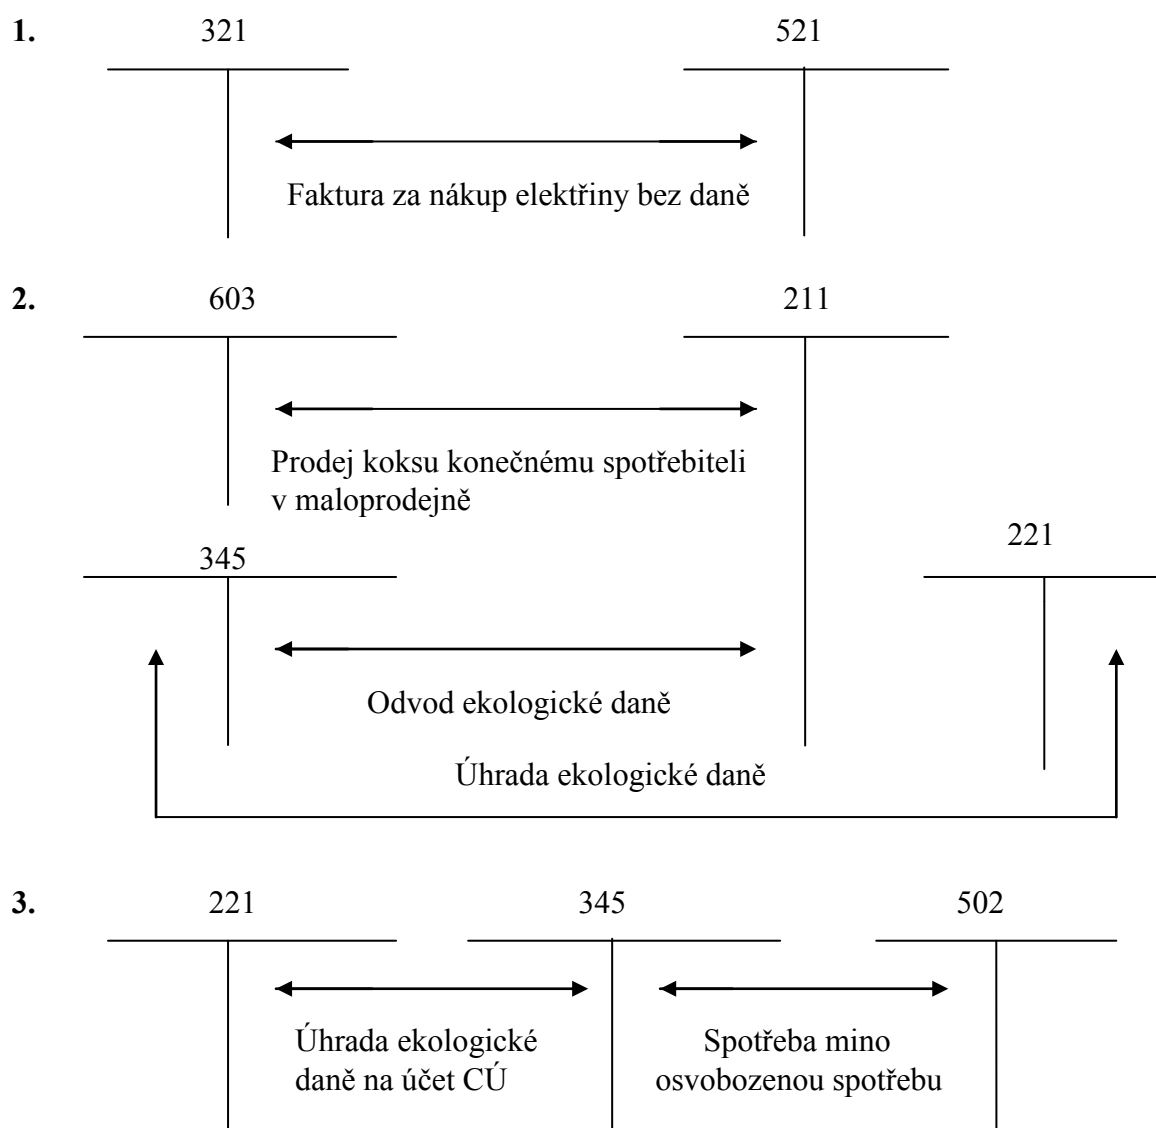 1. 321 521
Faktura za nákup elektřiny bez daně
2. 603 211
Prodej koksu konečnému spotřebiteli
v maloprodejně
221
345
Odvod ekologické daně
Úhrada ekologické daně
3. 221 345 502
Úhrada ekologické
daně na účet CÚ
Spotřeba mino
osvobozenou spotřebu